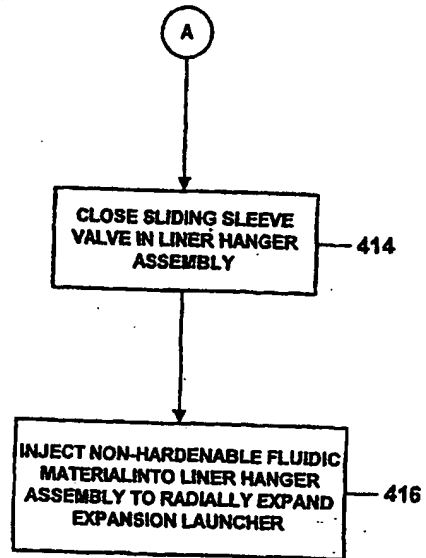 A
CLOSE SLIDING SLEEVE
VALVE IN LINER HANGER
ASSEMBLY
414
INJECT NON-HARDENABLE FLUIDIC
MATERIALINTO LINER HANGER
ASSEMBLY TO RADIALLY EXPAND
EXPANSION LAUNCHER
416